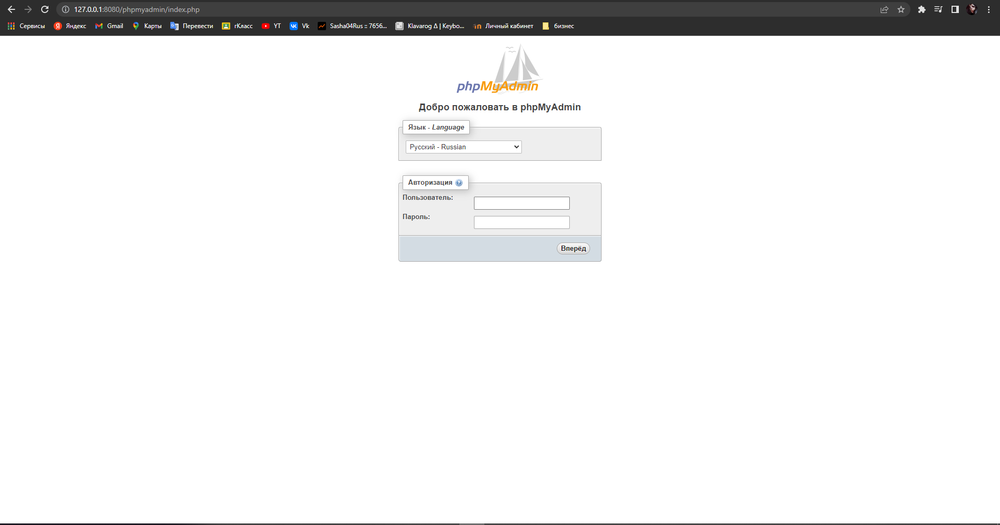 127.0.0.1:8080/phpmyadmin/index.php
Сервисы Яндекс Gmail Карты Перевести гКласс YT Vk Sasha04Rus :: 7656... Klavarog Δ | Keybo... Личный кабинет бизнес
phpMyAdmin
Добро пожаловать в phpMyAdmin
Язык - Language
Русский - Russian
Авторизация
Пользователь:
Пароль:
Вперёд